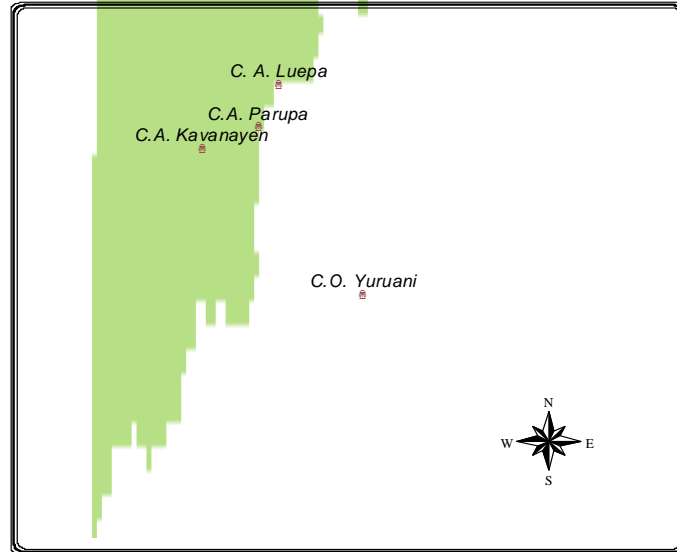 C. A. Luepa
C.A. Parupa
C.A. Kavanayen
C.O. Yuruani
N
W E
S